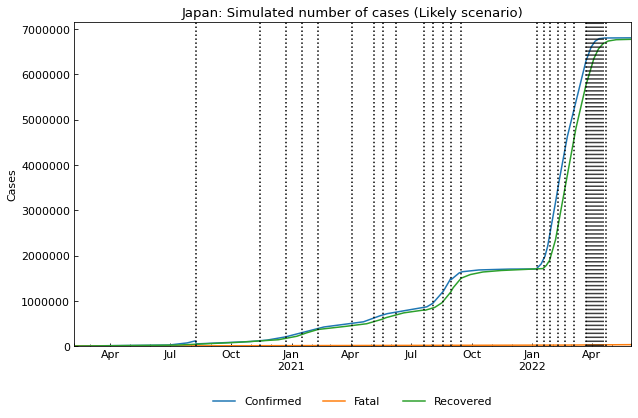 Japan: Simulated number of cases (Likely scenario)
7000000
6000000
5000000
4000000
3000000
2000000
1000000
0
Cases
Apr Jul Oct Jan Apr Jul Oct Jan Apr
2021 2022
Confirmed Fatal Recovered